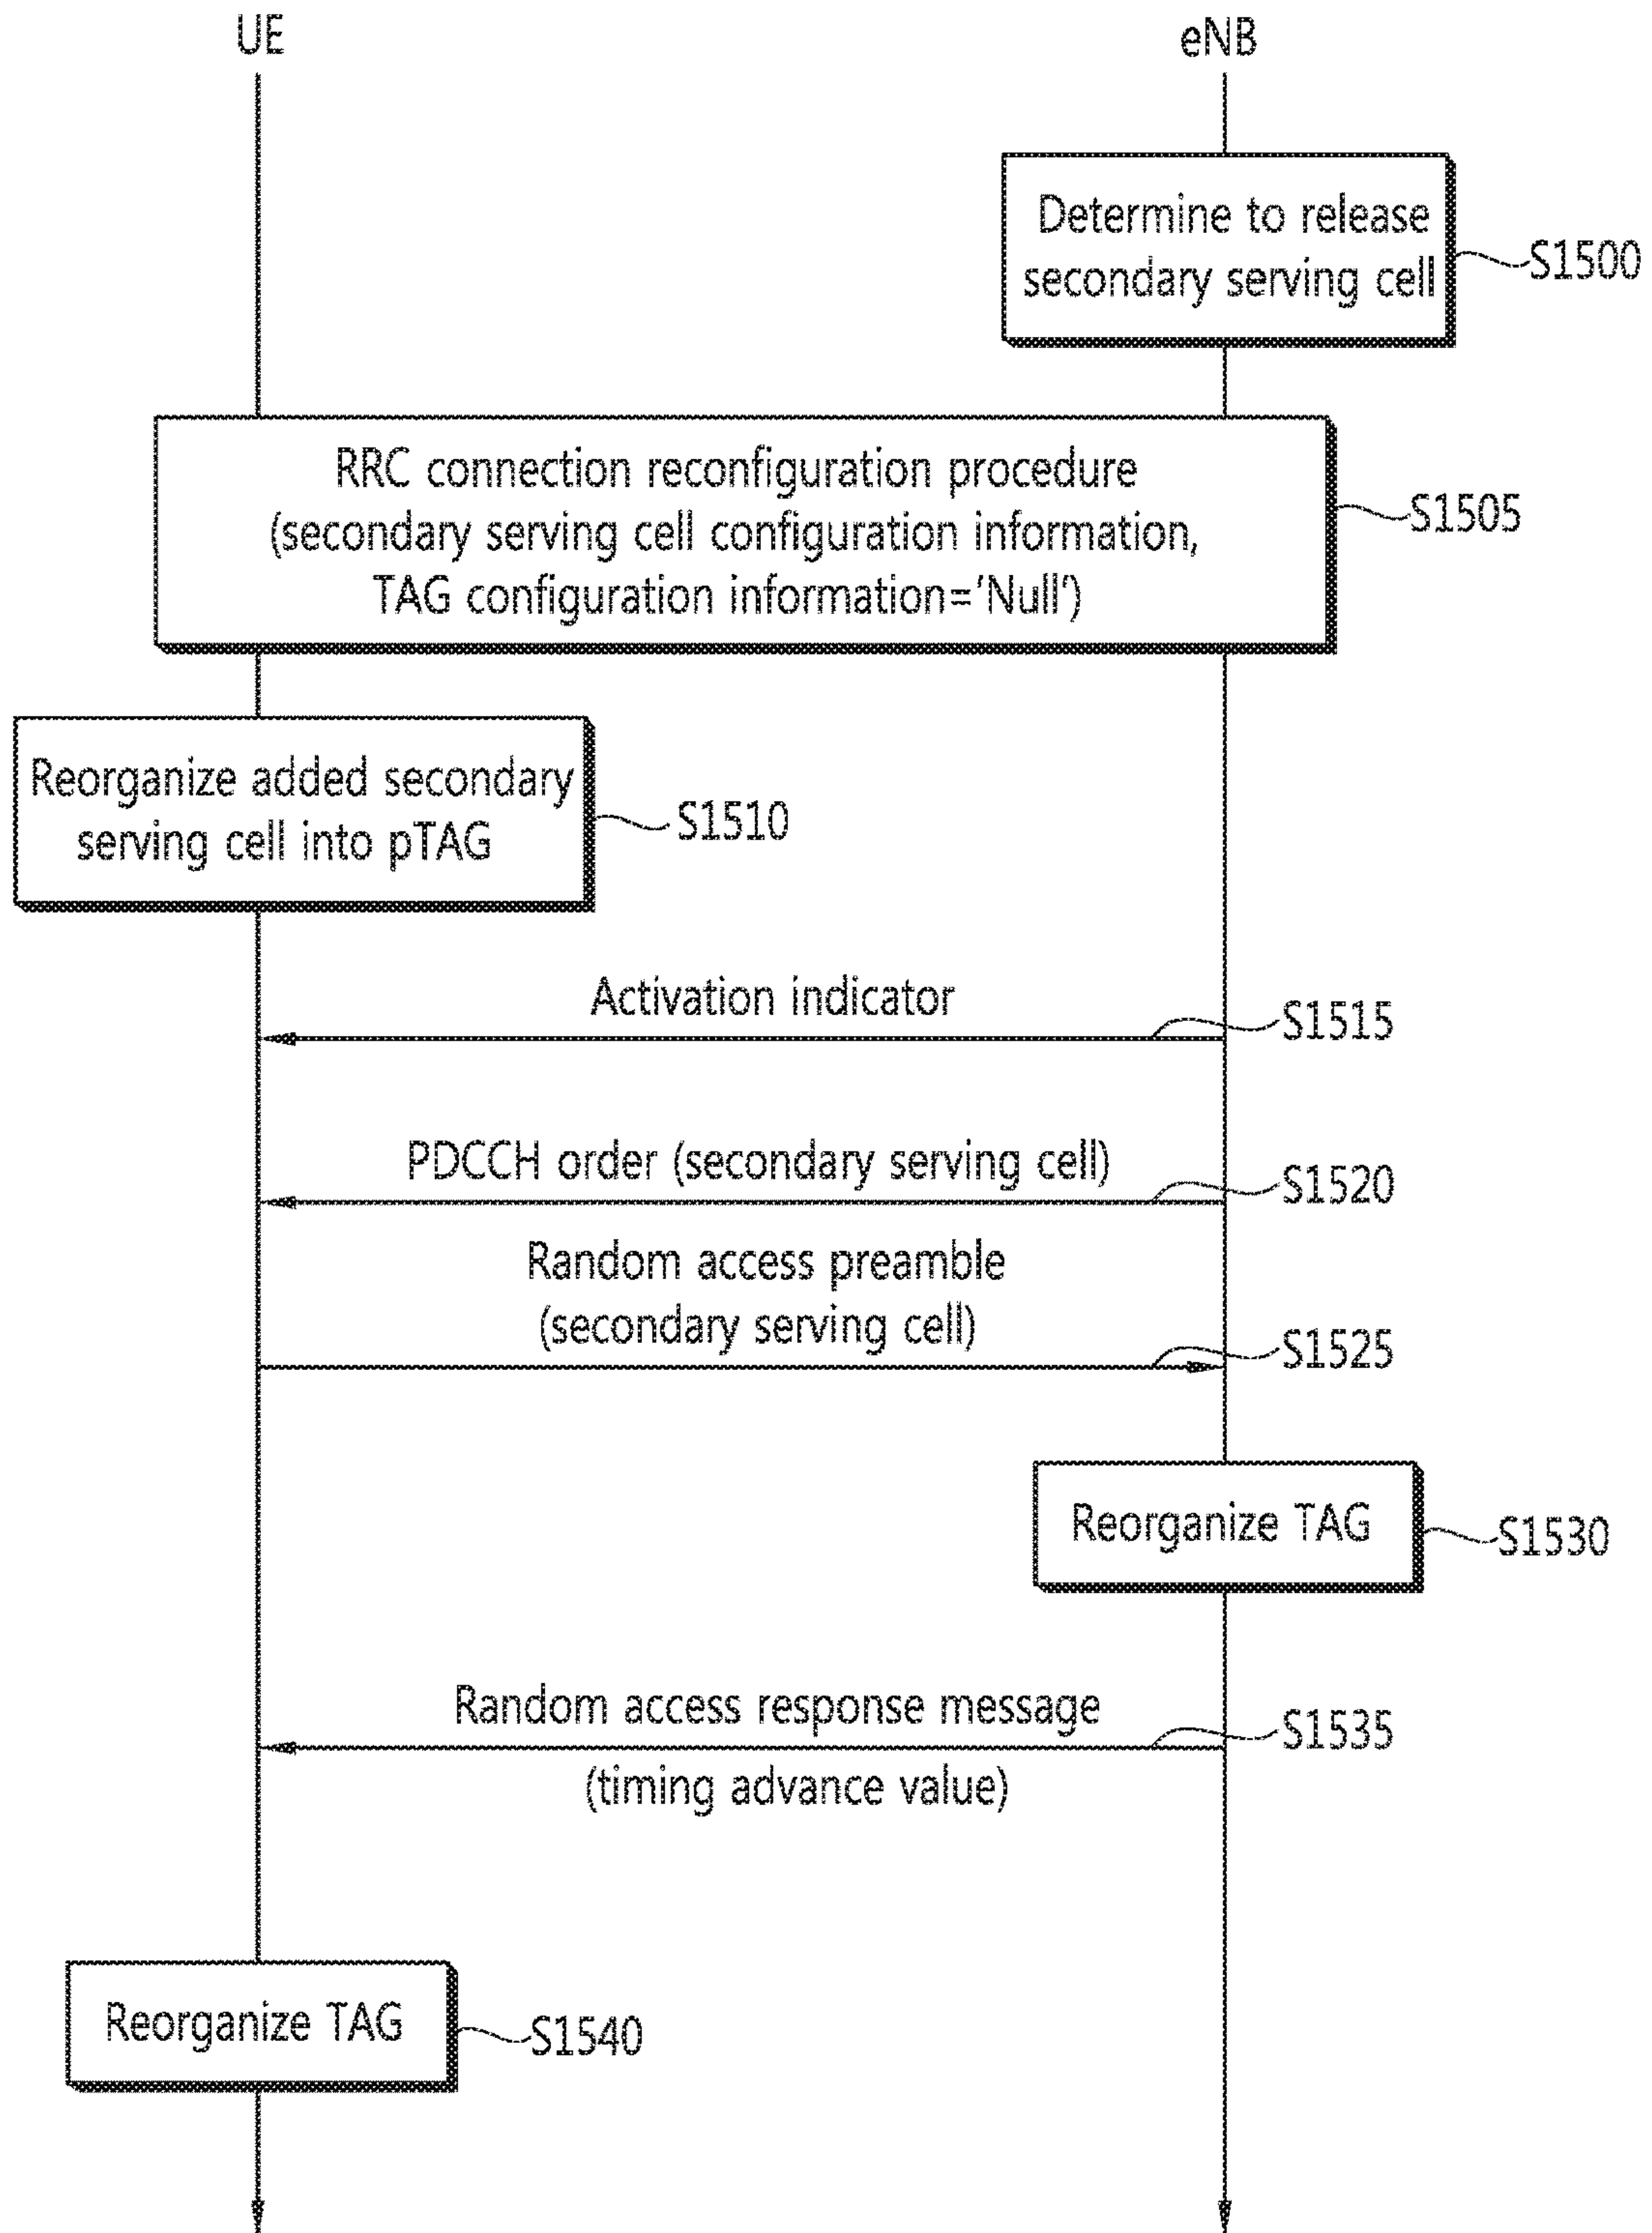 UE
eNB
Determine to release
secondary serving cell
S1500
RRC connection reconfiguration procedure
(secondary serving cell configuration information,
TAG configuration information=‘Null’)
S1505
Reorganize added secondary
serving cell into pTAG
S1510
Activation indicator
S1515
PDCCH order (secondary serving cell)
S1520
Random access preamble
(secondary serving cell)
S1525
Reorganize TAG
S1530
Random access response message
S1535
(timing advance value)
Reorganize TAG
S1540